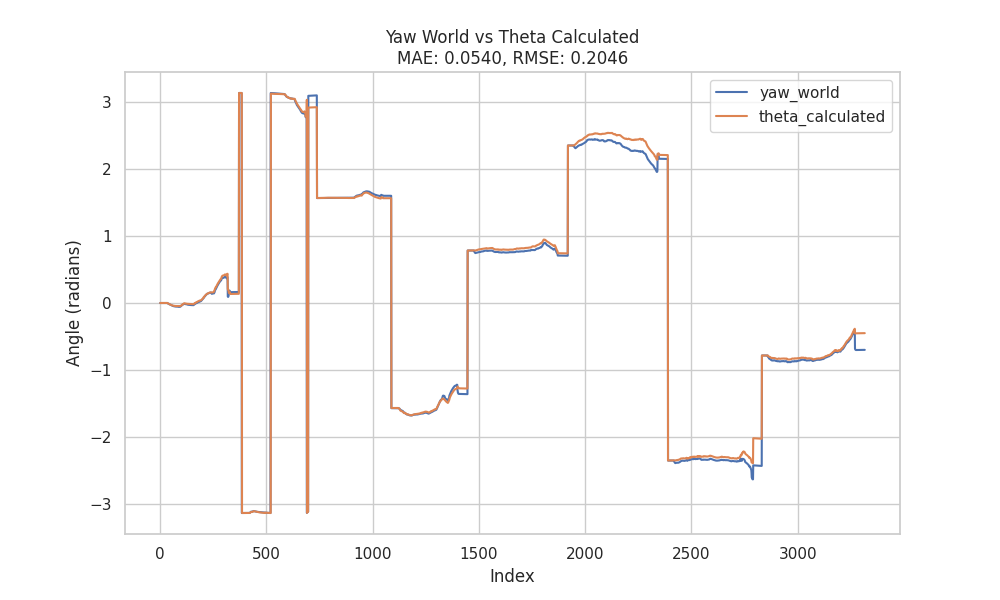 Yaw World vs Theta Calculated
MAE: 0.0540, RMSE: 0.2046
yaw_world
theta_calculated
Angle (radians)
3
2
1
0
−1
−2
−3
0 500 1000 1500 2000 2500 3000
Index